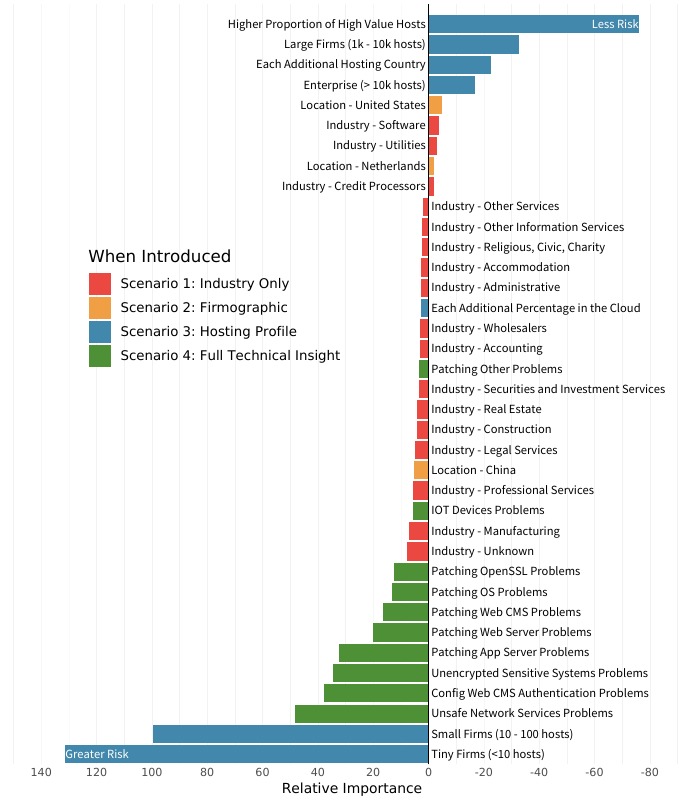 Higher Proportion of High Value Hosts
Less Risk
Large Firms (1k - 10k hosts)
Each Additional Hosting Country
Enterprise (> 10k hosts)
Location - United States
Industry - Software
Industry - Utilities
Location - Netherlands
Industry - Credit Processors
Industry - Other Services
Industry - Other Information Services
Industry - Religious, Civic, Charity
Industry - Accommodation
Industry - Administrative
Each Additional Percentage in the Cloud
Industry - Wholesalers
Industry - Accounting
Patching Other Problems
Industry - Securities and Investment Services
Industry - Real Estate
Industry - Construction
Industry - Legal Services
Location - China
Industry - Professional Services
IOT Devices Problems
Industry - Manufacturing
Industry - Unknown
Patching OpenSSL Problems
Patching OS Problems
Patching Web CMS Problems
Patching Web Server Problems
Patching App Server Problems
Unencrypted Sensitive Systems Problems
Config Web CMS Authentication Problems
Unsafe Network Services Problems
Small Firms (10 - 100 hosts)
Greater Risk
Tiny Firms (<10 hosts)
When Introduced
Scenario 1: Industry Only
Scenario 2: Firmographic
Scenario 3: Hosting Profile
Scenario 4: Full Technical Insight
140 120 100 80 60 40 20 0 -20 -40 -60 -80
Relative Importance